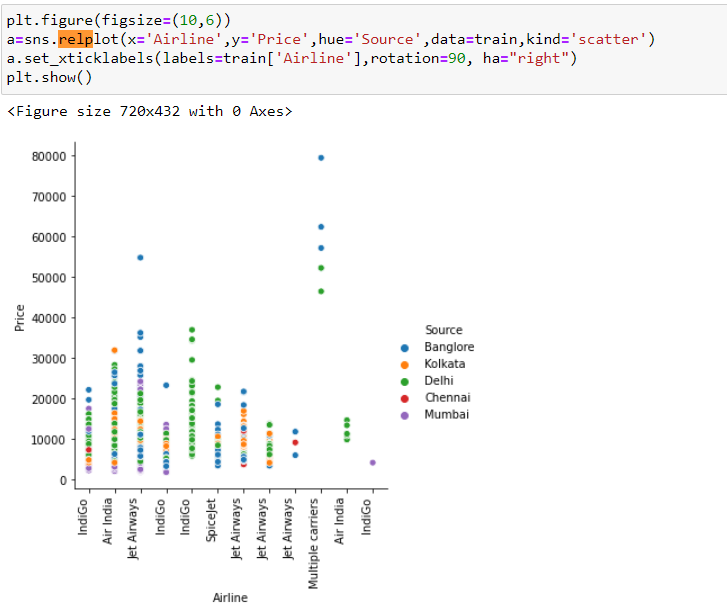 plt.figure(figsize=(10,6))
a=sns.relplot(x='Airline',y='Price',hue='Source',data=train,kind='scatter')
a.set_xticklabels(labels=train['Airline'],rotation=90, ha="right")
plt.show()
<Figure size 720x432 with 0 Axes>
80000
70000
60000
50000
40000
30000
20000
10000
0
Price
IndiGo
Air India
Jet Airways
IndiGo
IndiGo
SpiceJet
Jet Airways
Jet Airways
Jet Airways
Multiple carriers
Air India
IndiGo
Airline
Source
Banglore
Kolkata
Delhi
Chennai
Mumbai